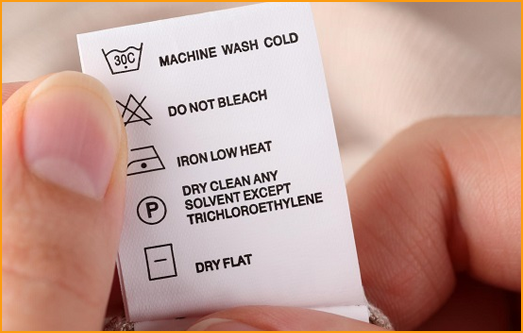 30C MACHINE WASH COLD
DO NOT BLEACH
IRON LOW HEAT
P DRY CLEAN ANY
SOLVENT EXCEPT
TRICHLOROETHYLENE
DRY FLAT